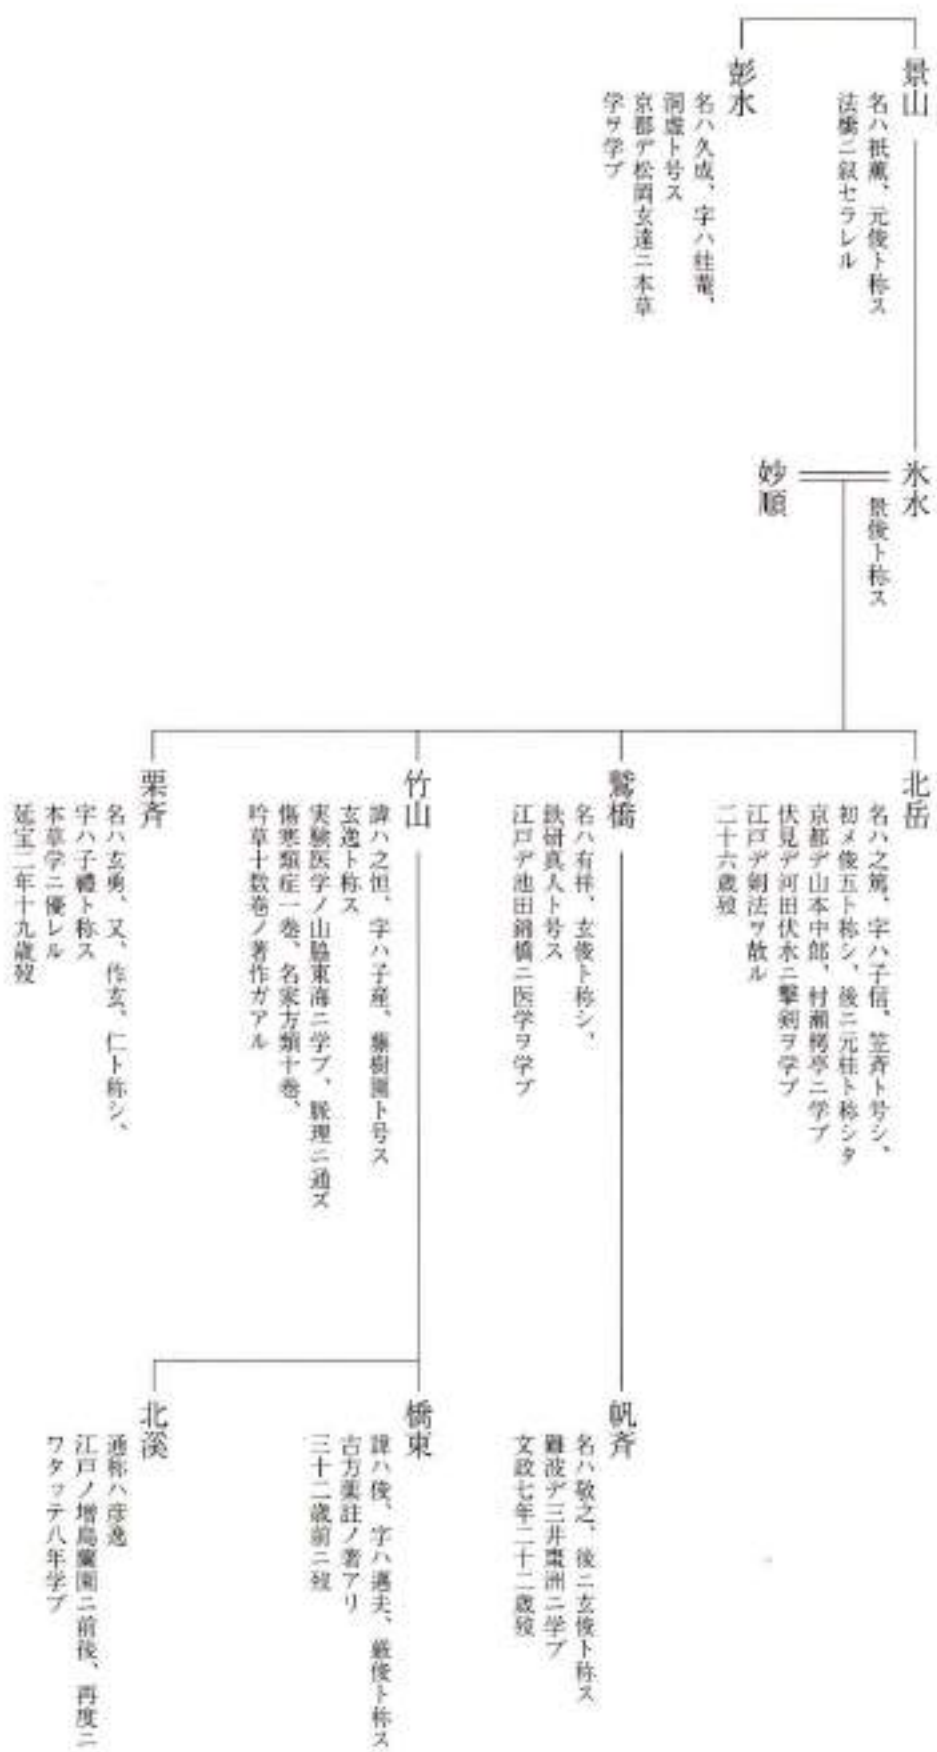 景山
名ハ祇薫、元俊ト称ス
法橋ニ叙セラレル
彭水
名ハ久成、字ハ桂菴、
洞虚ト号ス
京都デ松岡玄達ニ本草
学ヲ学ブ
氷水
景俊ト称ス
妙順
北岳
名ハ之篤、字ハ子信、笠斉ト号シ、
初メ俊五ト称シ、後ニ元桂ト称シタ
京都デ山本中郎、村瀬栲亭ニ学ブ
伏見デ河田伏水ニ撃剣ヲ学ブ
江戸デ剣法ヲ散ル
二十六歳歿
鷲橋
名ハ有祥、玄俊ト称シ、
鉄研真人ト号ス
江戸デ池田錦橋ニ医学ヲ学ブ
竹山
諱ハ之恒、字ハ子産、藤樹園ト号ス
玄逸ト称ス
実験医学ノ山脇東海ニ学ブ、脈理ニ通ズ
傷寒類症一巻、名家方類十巻、
吟草十数巻ノ著作ガアル
栗斉
名ハ玄勇、又、作玄、仁ト称シ、
字ハ子禮ト称ス
本草学ニ優レル
延宝二年十九歳歿
帆斉
名ハ敬之、後ニ玄俊ト称ス
難波デ三井棗洲ニ学ブ
文政七年二十二歳歿
橋東
諱ハ俊、字ハ邁夫、厳俊ト称ス
古方薬註ノ著アリ
三十二歳前ニ歿
北溪
通称ハ彦逸
江戸ノ増島蘭園ニ前後、再度ニ
ワタッテ八年学ブ